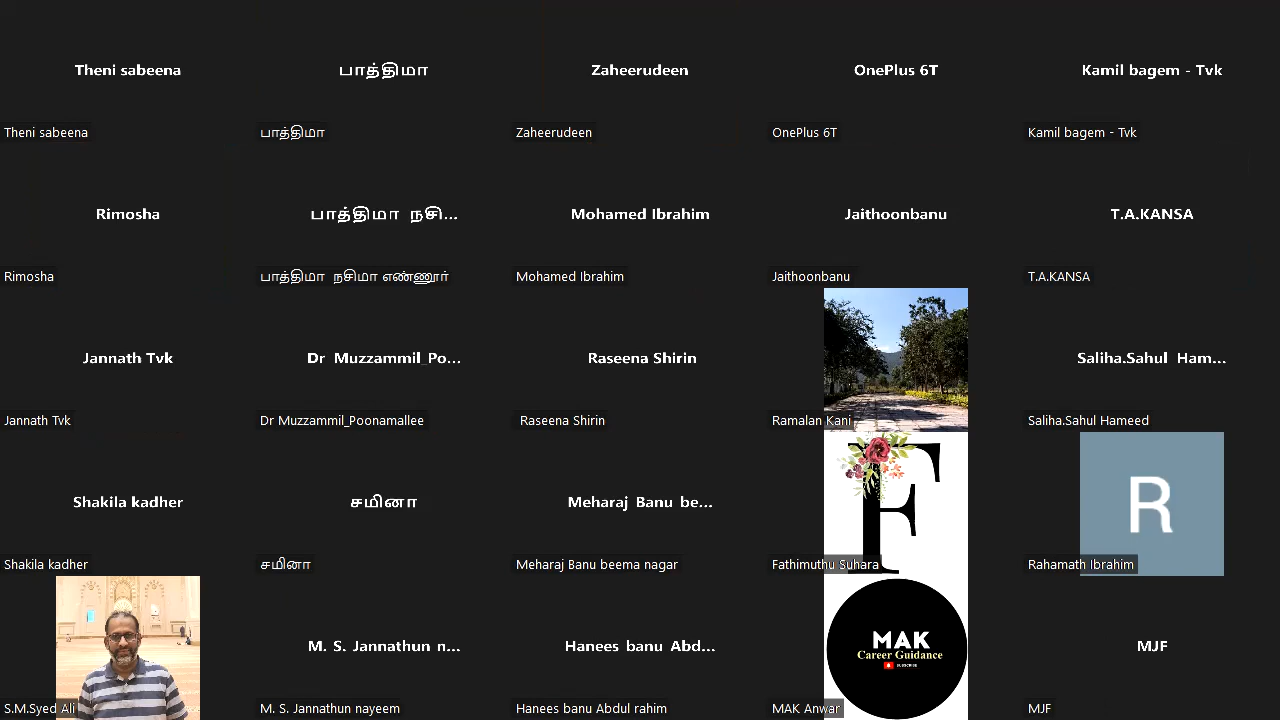 Theni sabeena
பாத்திமா
Zaheerudeen
OnePlus 6T
Kamil bagem - Tvk
Theni sabeena
பாத்திமா
Zaheerudeen
OnePlus 6T
Kamil bagem - Tvk
Rimosha
பாத்திமா நசி...
Mohamed Ibrahim
Jaithoonbanu
T.A.KANSA
Rimosha
பாத்திமா நசிமா எண்ணூர்
Mohamed Ibrahim
Jaithoonbanu
T.A.KANSA
Jannath Tvk
Dr Muzzammil_Po...
Raseena Shirin
Saliha.Sahul Ham...
Jannath Tvk
Dr Muzzammil_Poonamallee
Raseena Shirin
Ramalan Kani
Saliha.Sahul Hameed
Shakila kadher
சமினா
Meharaj Banu be...
F
R
Shakila kadher
சமினா
Meharaj Banu beema nagar
Fathimuthu Suhara
Rahamath Ibrahim
M. S. Jannathun n...
Hanees banu Abd...
MAK
Career Guidance
SUBSCRIBE
MJF
S.M.Syed Ali
M. S. Jannathun nayeem
Hanees banu Abdul rahim
MAK Anwar
MJF